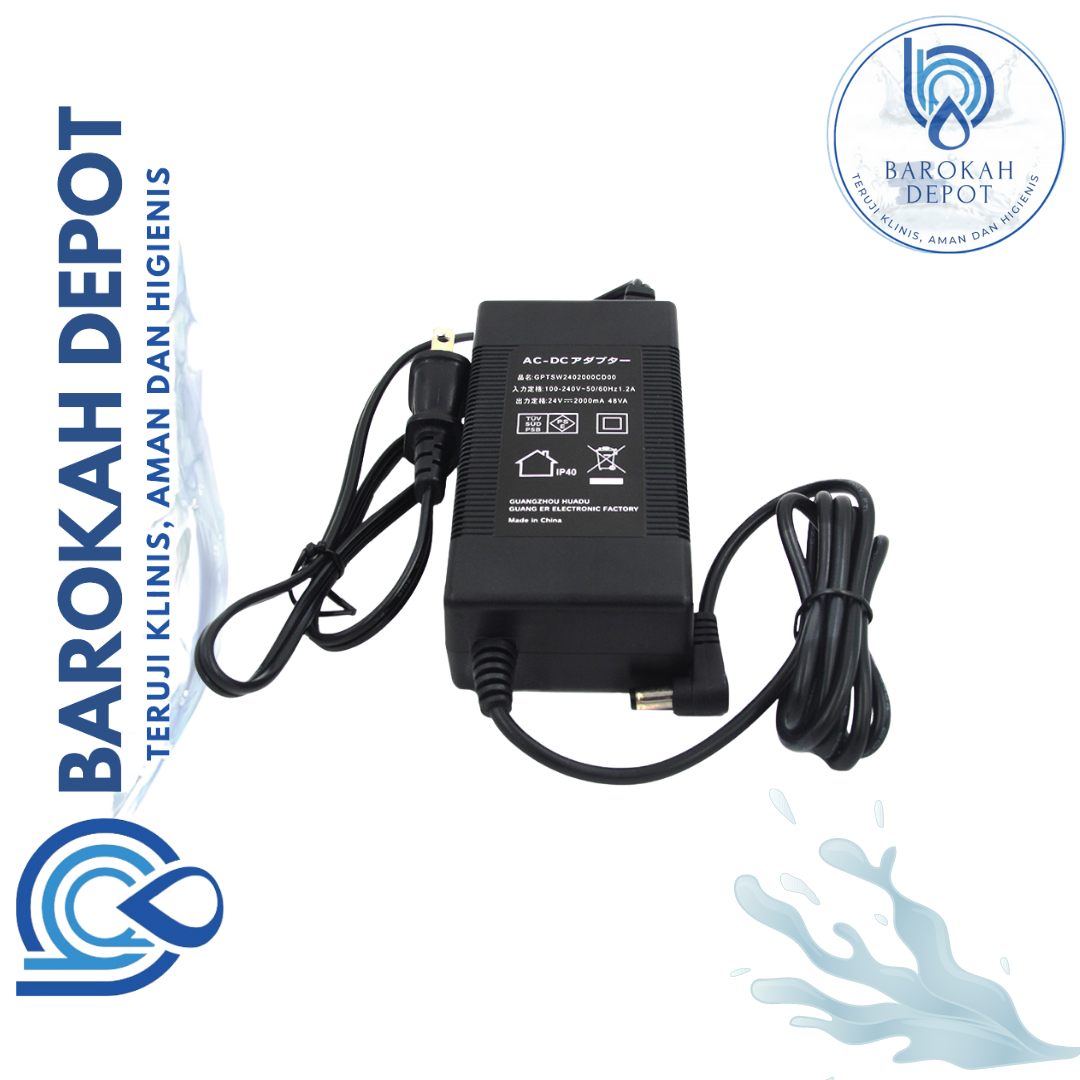 BAROKAH DEPOT
TERUJI KLINIS, AMAN DAN HIGIENIS
BAROKAH
DEPOT
TERUJI KLINIS, AMAN DAN HIGIENIS
AC-DCアダプター
品名:GPTSW2402000CD00
入力定格:100-240V~50/60Hz1.2A
出力定格:24V⎓2000mA 48VA
TÜV
SÜD
PSB
PS
E
IP40
GUANGZHOU HUADU
GUANG ER ELECTRONIC FACTORY
Made in China